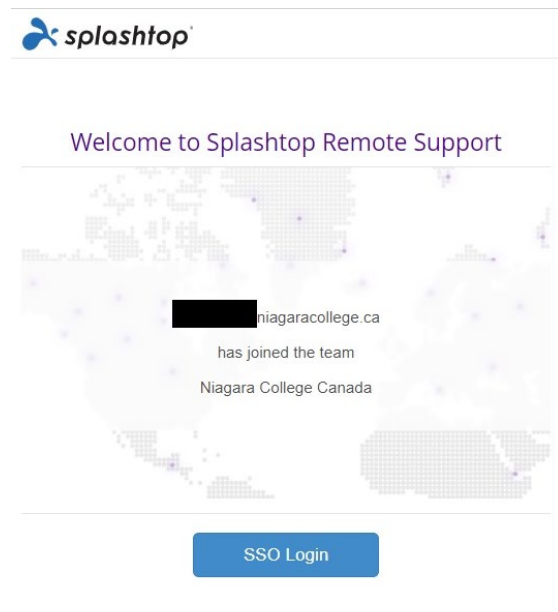 splashtop
Welcome to Splashtop Remote Support
niagaracollege.ca
has joined the team
Niagara College Canada
SSO Login